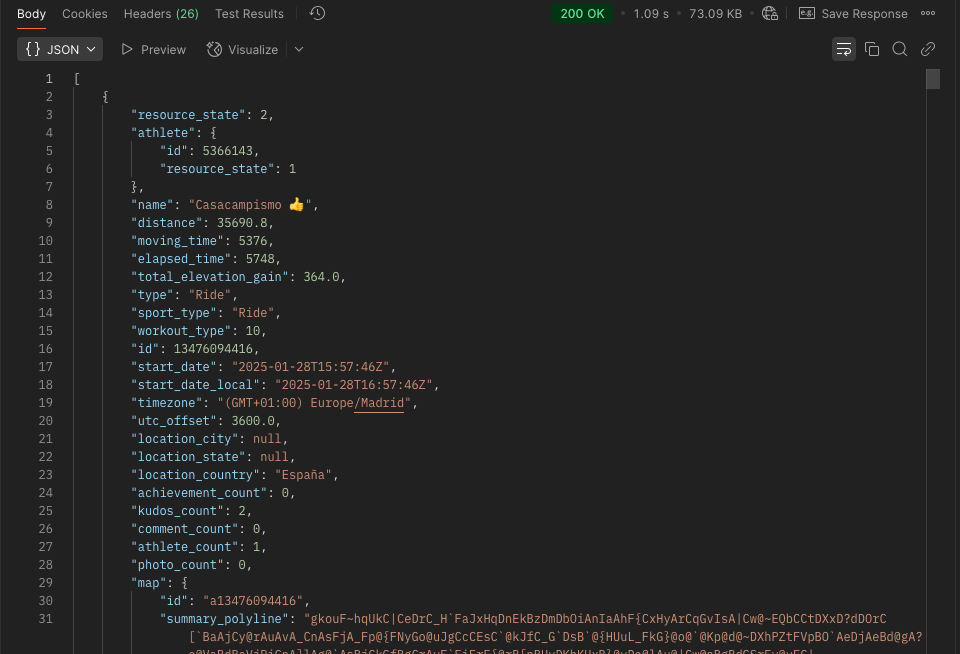 Body Cookies Headers (26) Test Results 200 OK • 1.09 s • 73.09 KB e.g. Save Response
{} JSON Preview Visualize
1 [
2 {
3 "resource_state": 2,
4 "athlete": {
5 "id": 5366143,
6 "resource_state": 1
7 },
8 "name": "Casacampismo 👍",
9 "distance": 35690.8,
10 "moving_time": 5376,
11 "elapsed_time": 5748,
12 "total_elevation_gain": 364.0,
13 "type": "Ride",
14 "sport_type": "Ride",
15 "workout_type": 10,
16 "id": 13476094416,
17 "start_date": "2025-01-28T15:57:46Z",
18 "start_date_local": "2025-01-28T16:57:46Z",
19 "timezone": "(GMT+01:00) Europe/Madrid",
20 "utc_offset": 3600.0,
21 "location_city": null,
22 "location_state": null,
23 "location_country": "España",
24 "achievement_count": 0,
25 "kudos_count": 2,
26 "comment_count": 0,
27 "athlete_count": 1,
28 "photo_count": 0,
29 "map": {
30 "id": "a13476094416",
31 "summary_polyline": "gkouF~hqUkC|CeDrC_H`FaJxHqDnEkBzDmDbOiAnIaAhF{CxHyArCqGvIsA|Cw@~EQbCCtDXxD?dDOrC
[`BaAjCy@rAuAvA_CnAsFjA_Fp@{FNyGo@uJgCcCEsC`@kJfC_G`DsB`@{HUuL_FkG}@o@`@Kp@d@~DXhPZtFVpBO`AeDjAeBd@gA?